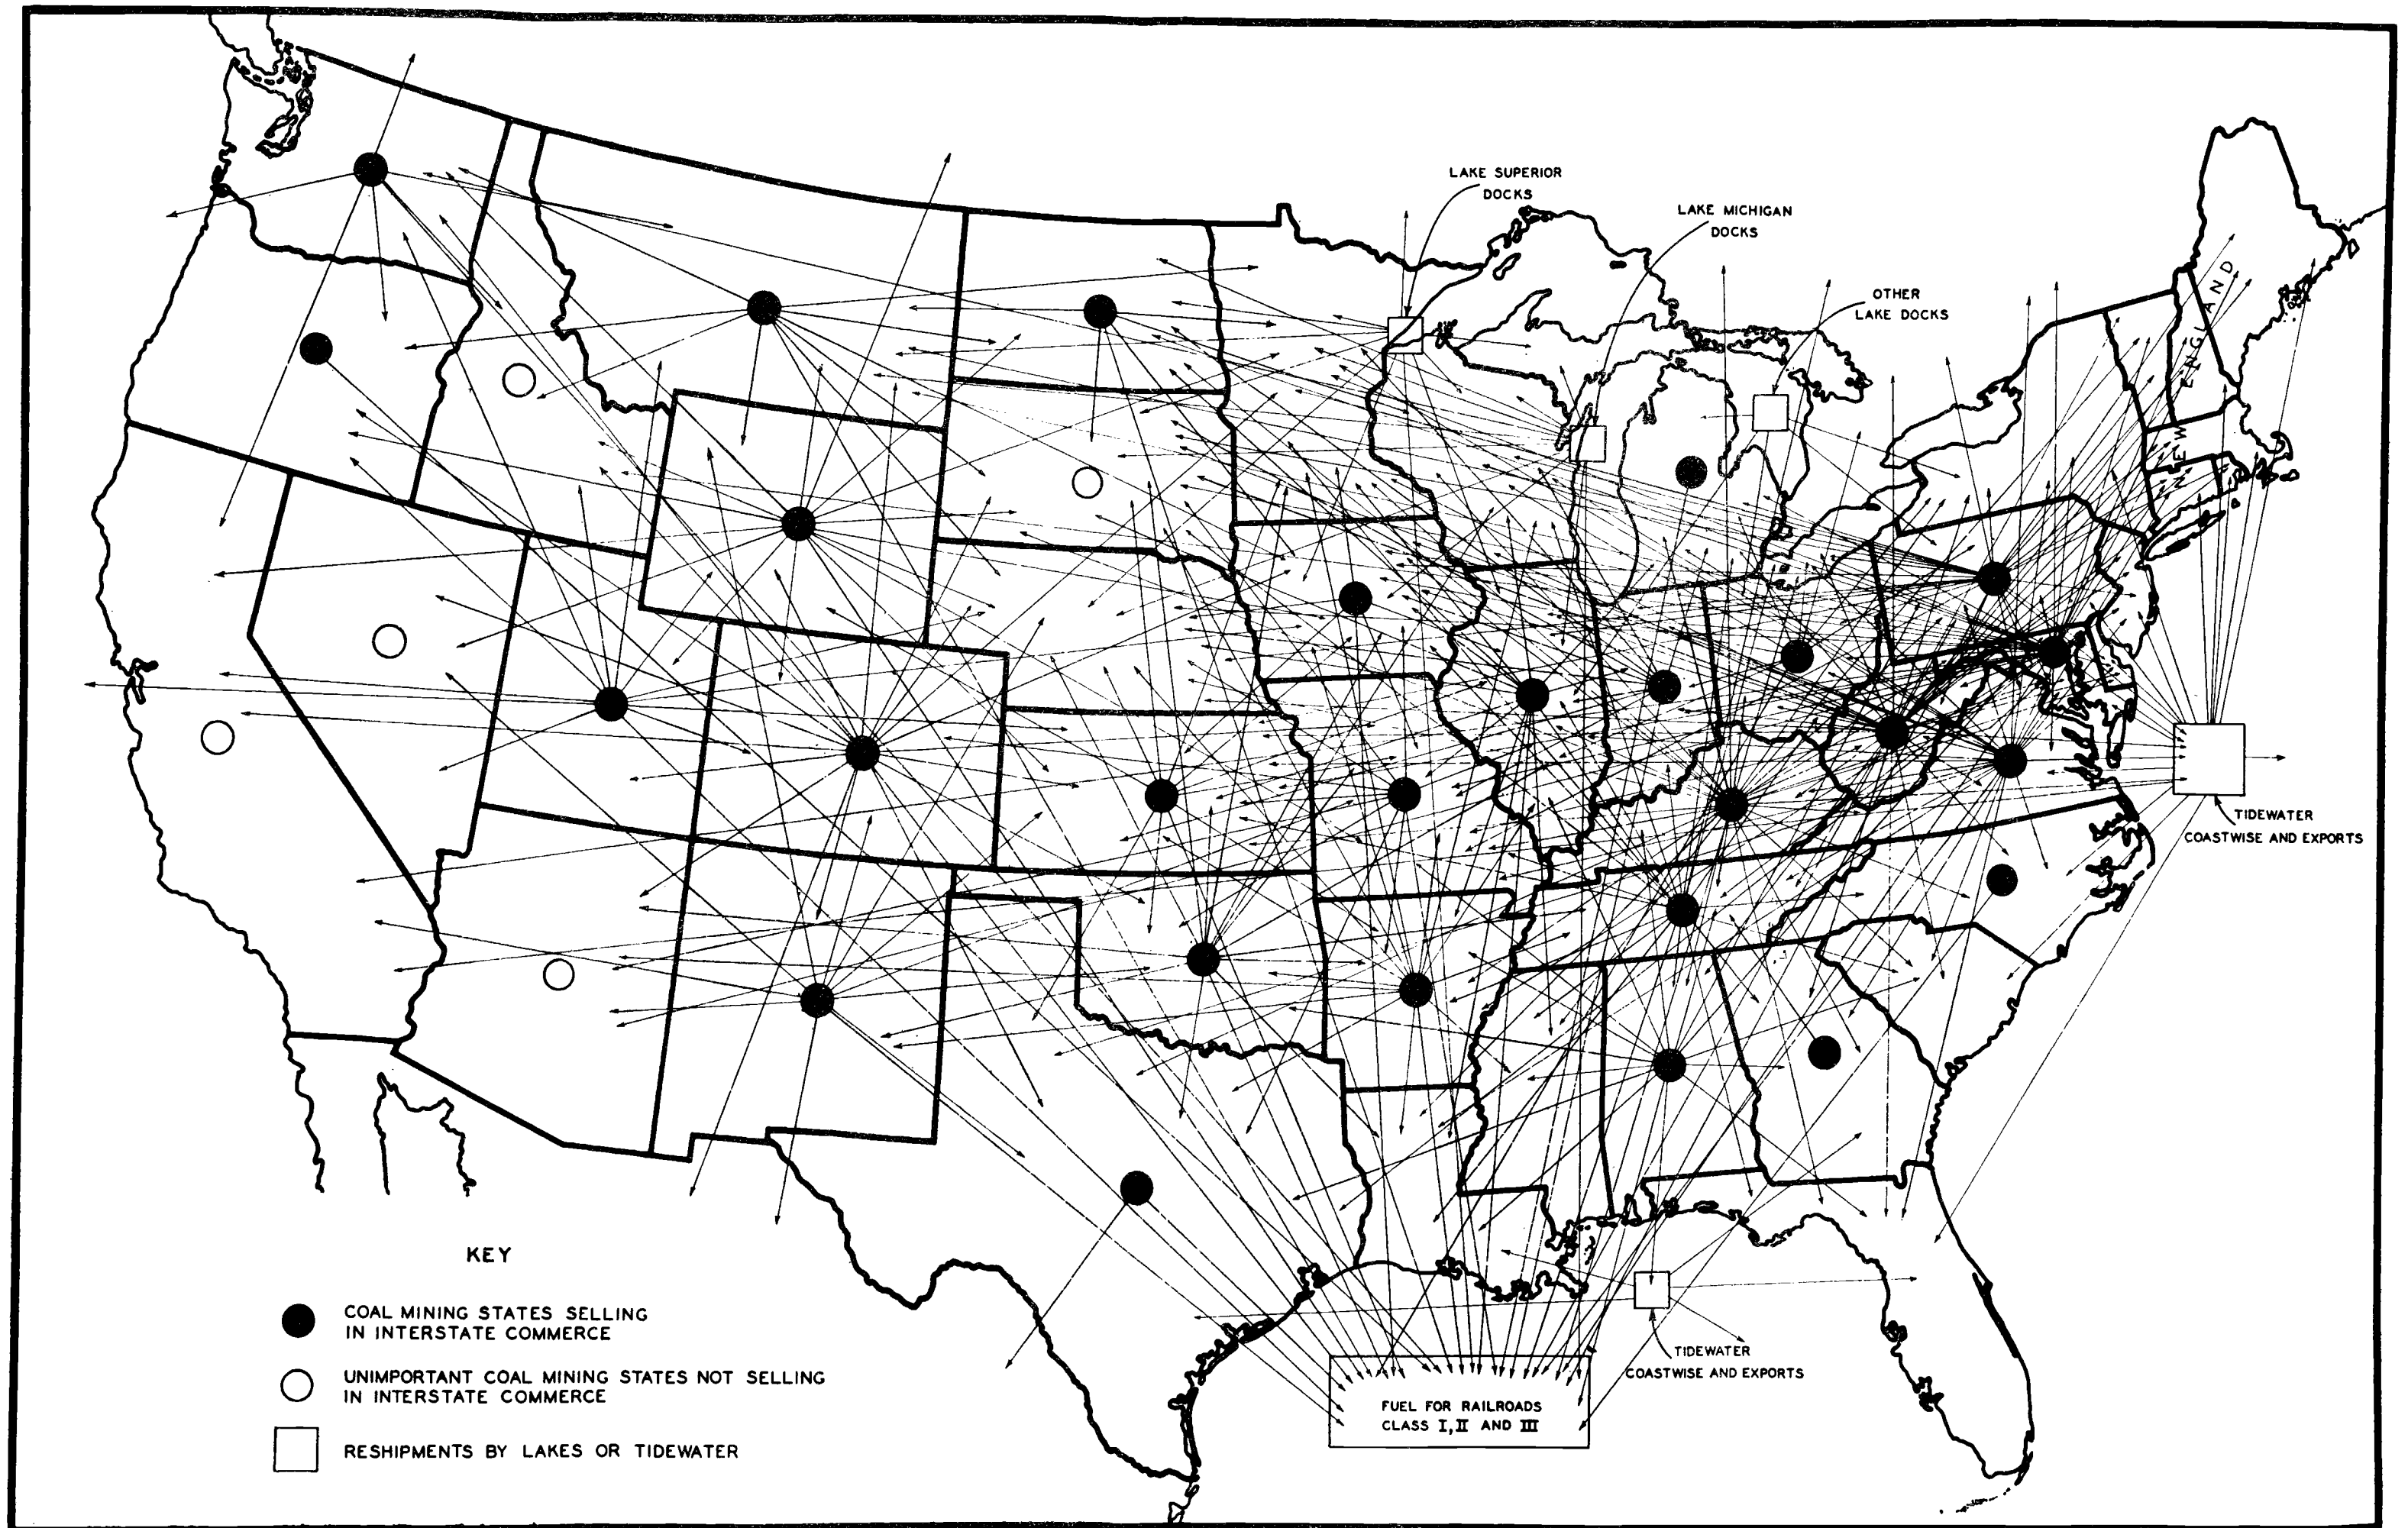 LAKE SUPERIOR
DOCKS
LAKE MICHIGAN
DOCKS
OTHER
LAKE DOCKS
NEW ENGLAND
TIDEWATER
COASTWISE AND EXPORTS
KEY
COAL MINING STATES SELLING
IN INTERSTATE COMMERCE
UNIMPORTANT COAL MINING STATES NOT SELLING
IN INTERSTATE COMMERCE
RESHIPMENTS BY LAKES OR TIDEWATER
TIDEWATER
COASTWISE AND EXPORTS
FUEL FOR RAILROADS
CLASS I, II AND III